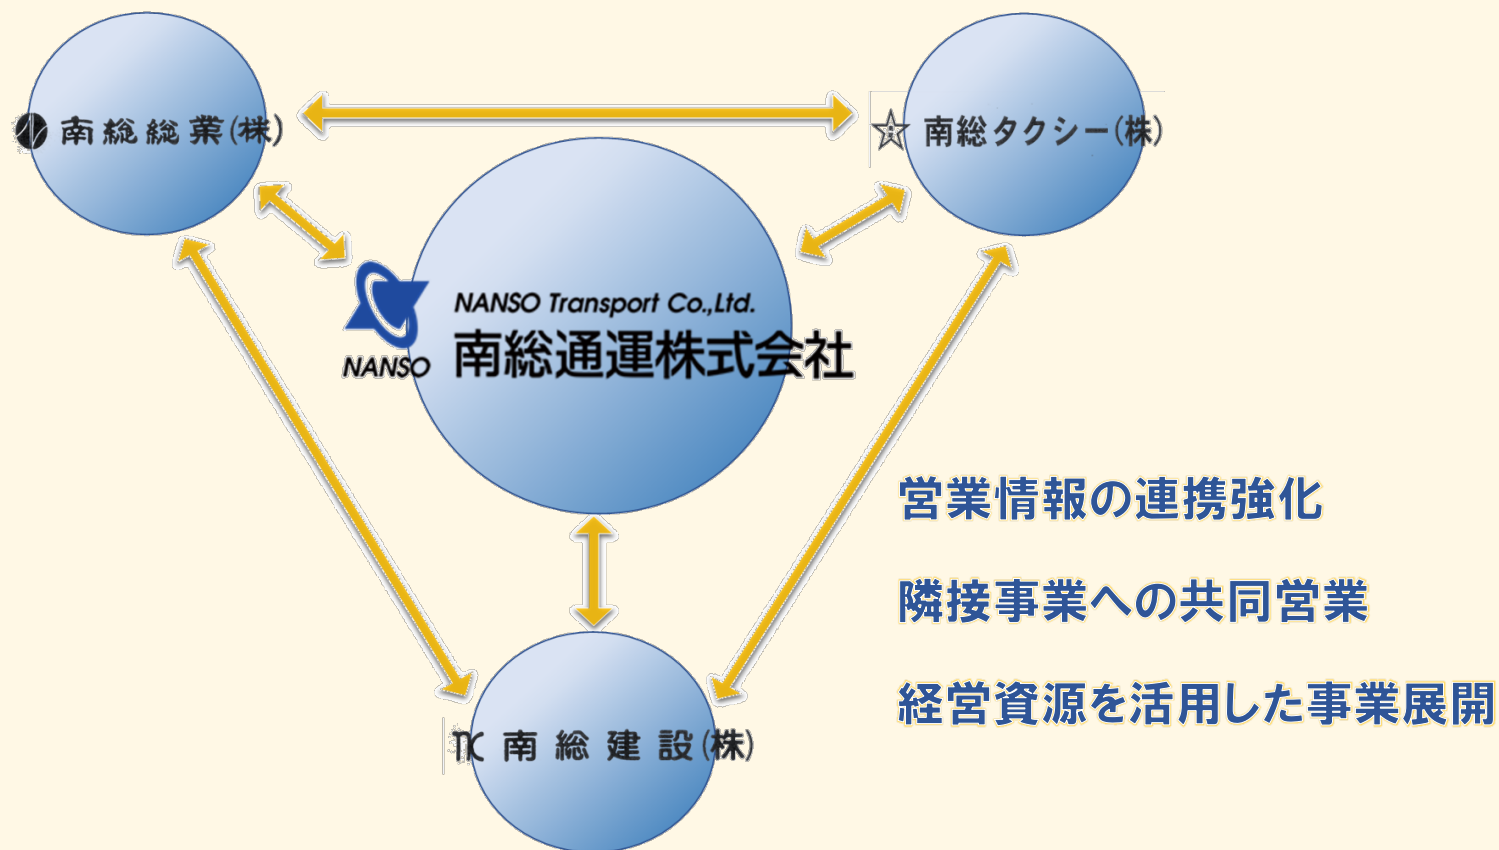 南総総業(株)
南総タクシー(株)
NANSO Transport Co.,Ltd.
NANSO 南総通運株式会社
営業情報の連携強化
隣接事業への共同営業
経営資源を活用した事業展開
南総建設(株)